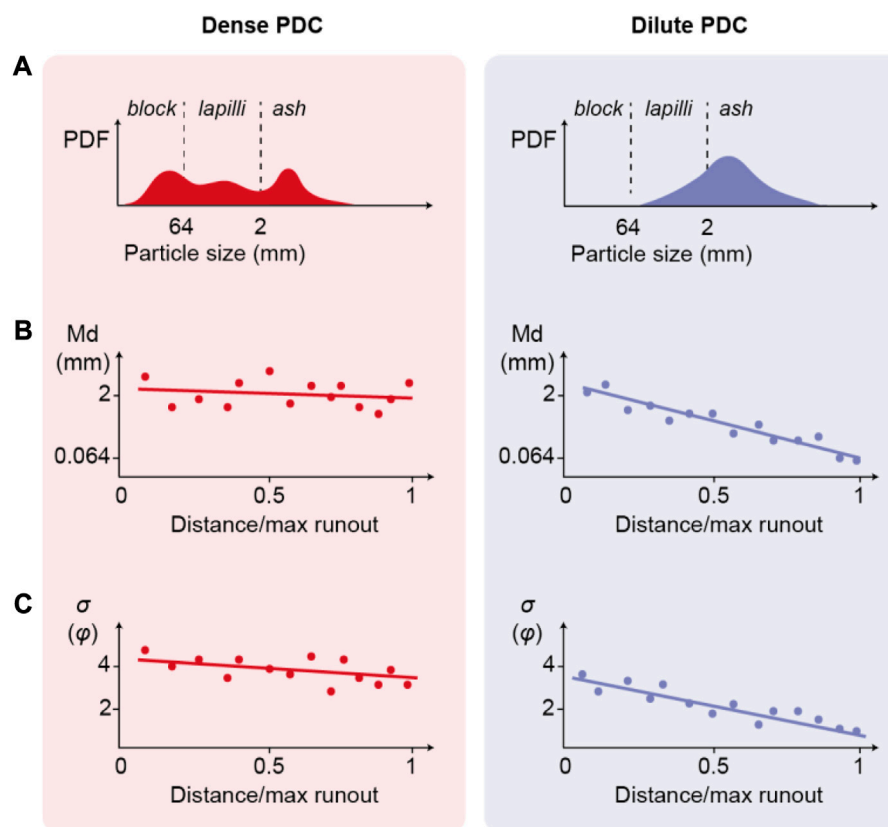 Dense PDC
Dilute PDC
A
block lapilli ash
PDF
64 2
Particle size (mm)
block lapilli ash
PDF
64 2
Particle size (mm)
B
Md
(mm)
2
0.064
0 0.5 1
Distance/max runout
Md
(mm)
2
0.064
0 0.5 1
Distance/max runout
C
σ
(φ)
4
2
0 0.5 1
Distance/max runout
σ
(φ)
4
2
0 0.5 1
Distance/max runout